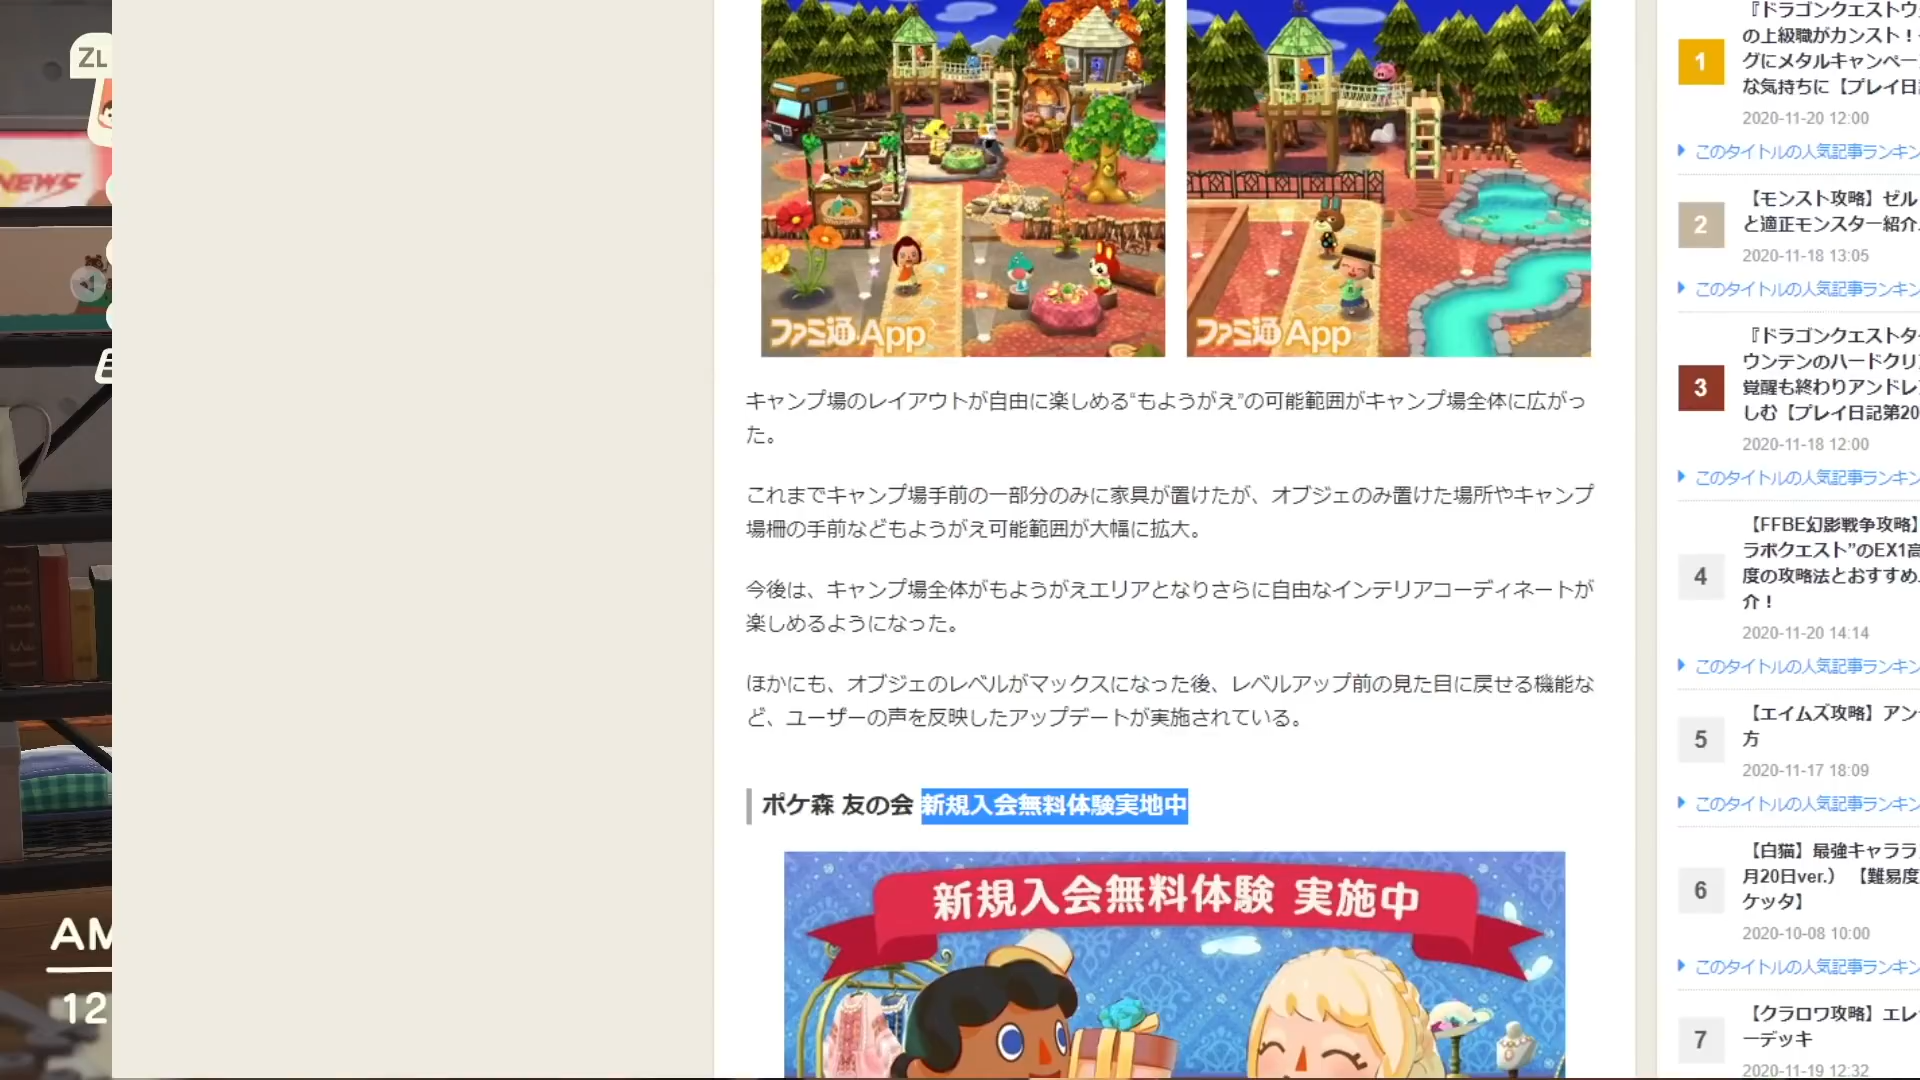 ZL
NEWS
AM
12
ファミ通App
ファミ通App
キャンプ場のレイアウトが自由に楽しめる“もようがえ”の可能範囲がキャンプ場全体に広がっ
た。
これまでキャンプ場手前の一部分のみに家具が置けたが、オブジェのみ置けた場所やキャンプ
場柵の手前などもようがえ可能範囲が大幅に拡大。
今後は、キャンプ場全体がもようがえエリアとなりさらに自由なインテリアコーディネートが
楽しめるようになった。
ほかにも、オブジェのレベルがマックスになった後、レベルアップ前の見た目に戻せる機能な
ど、ユーザーの声を反映したアップデートが実施されている。
ポケ森 友の会 新規入会無料体験実地中
新規入会無料体験 実施中
1
『ドラゴンクエストウ
の上級職がカンスト！
グにメタルキャンペー
な気持ちに【プレイ日
2020-11-20 12:00
このタイトルの人気記事ランキン
2
【モンスト攻略】ゼル
と適正モンスター紹介
2020-11-18 13:05
このタイトルの人気記事ランキン
3
『ドラゴンクエストタ
ウンテンのハードクリ
覚醒も終わりアンドレ
しむ【プレイ日記第20
2020-11-18 12:00
このタイトルの人気記事ランキン
4
【FFBE幻影戦争攻略】
ラボクエスト”のEX1高
度の攻略法とおすすめ
介！
2020-11-20 14:14
このタイトルの人気記事ランキン
5
【エイムズ攻略】アン
方
2020-11-17 18:09
このタイトルの人気記事ランキン
6
【白猫】最強キャララ
月20日ver.） 【難易度
ケッタ】
2020-10-08 10:00
このタイトルの人気記事ランキン
7
【クラロワ攻略】エレ
ーデッキ
2020-11-19 12:32